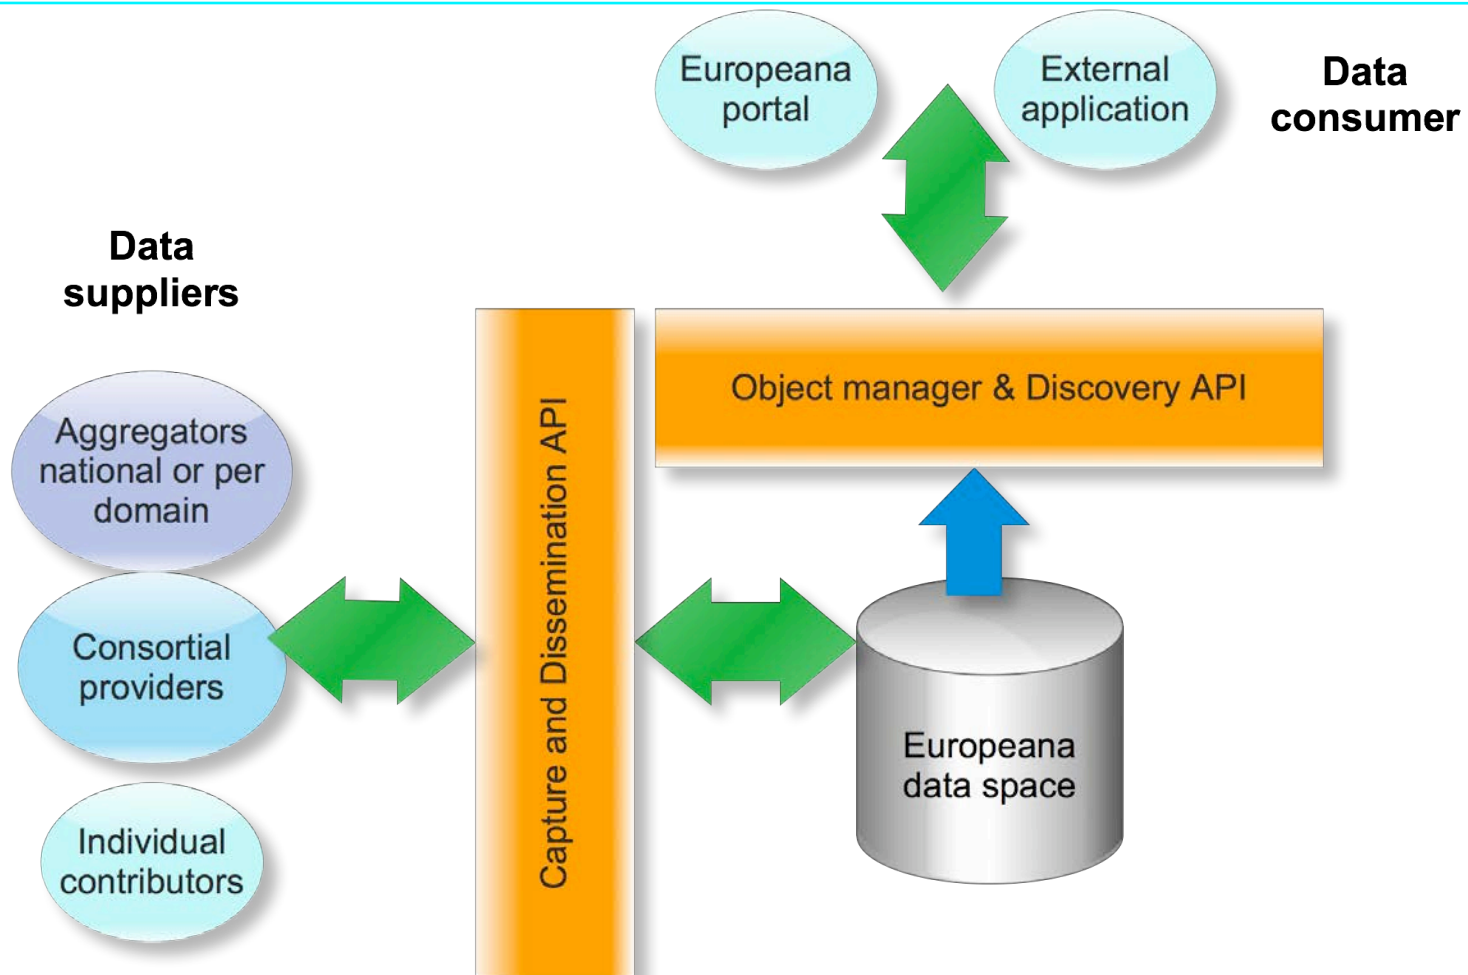 Europeana
portal
External
application
Data
consumer
Data
suppliers
Object manager & Discovery API
Aggregators
national or per
domain
Capture and Dissemination API
Consortial
providers
Europeana
data space
Individual
contributors